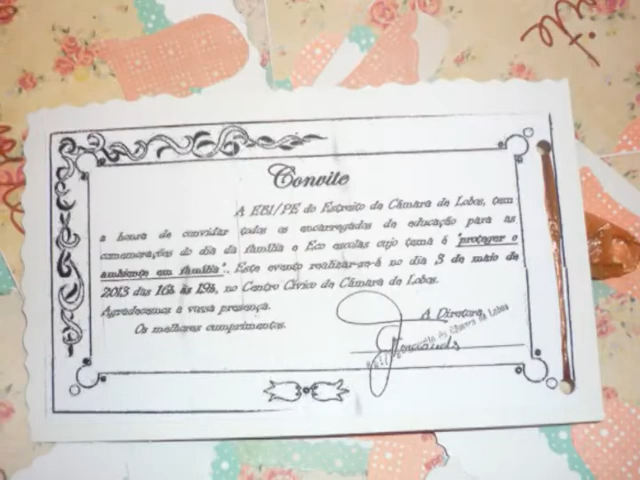 Convite
A EB1/PE do Estreito de Câmara de Lobos, tem
a honra de convidar todos os encarregados de educação para as
comemorações do dia da família e Eco escolas cujo tema é "proteger o
ambiente em família". Este evento realizar-se-á no dia 3 de maio de
2013 das 16h às 19h, no Centro Cívico de Câmara de Lobos.
Agradecemos a vossa presença.
Os melhores cumprimentos.
A Diretora,